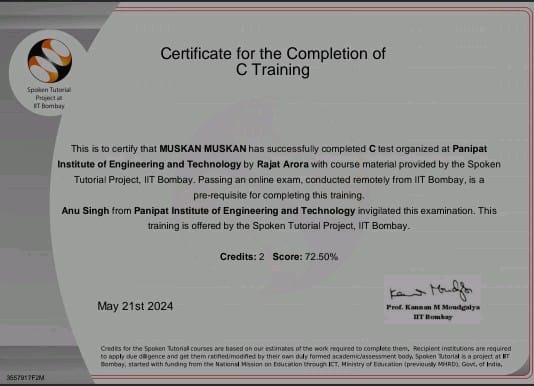 Spoken Tutorial
Project at
IIT Bombay
Certificate for the Completion of
C Training
This is to certify that MUSKAN MUSKAN has successfully completed C test organized at Panipat
Institute of Engineering and Technology by Rajat Arora with course material provided by the Spoken
Tutorial Project, IIT Bombay. Passing an online exam, conducted remotely from IIT Bombay, is a
pre-requisite for completing this training.
Anu Singh from Panipat Institute of Engineering and Technology invigilated this examination. This
training is offered by the Spoken Tutorial Project, IIT Bombay.
Credits: 2 Score: 72.50%
May 21st 2024
Prof. Kannan M Moudgalya
IIT Bombay
Credits for the Spoken Tutorial courses are based on our estimates of the work required to complete them, Recipient institutions are required
to apply due diligence and get them ratified/modified by their own duly formed academic/assessment body, Spoken Tutorial is a project at IIT
Bombay, started with funding from the National Mission on Education through ICT, Ministry of Education (previously MHRD), Govt, of India,
3557917F2M